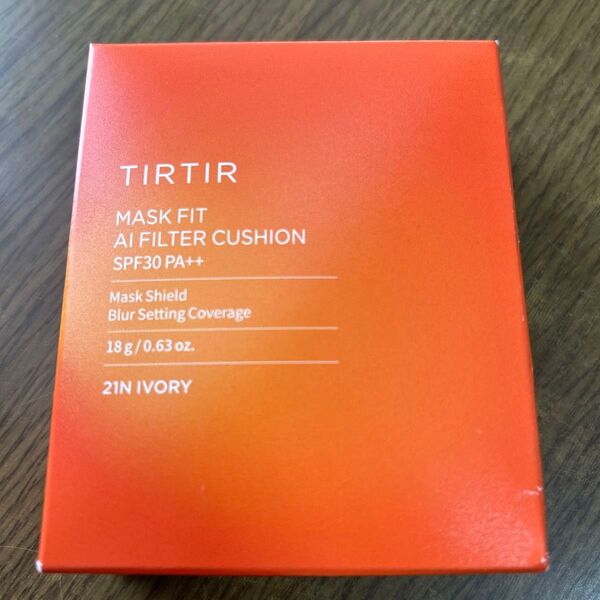 TIRTIR
MASK FIT
AI FILTER CUSHION
SPF30 PA++
Mask Shield
Blur Setting Coverage
18 g / 0.63 oz.
21N IVORY